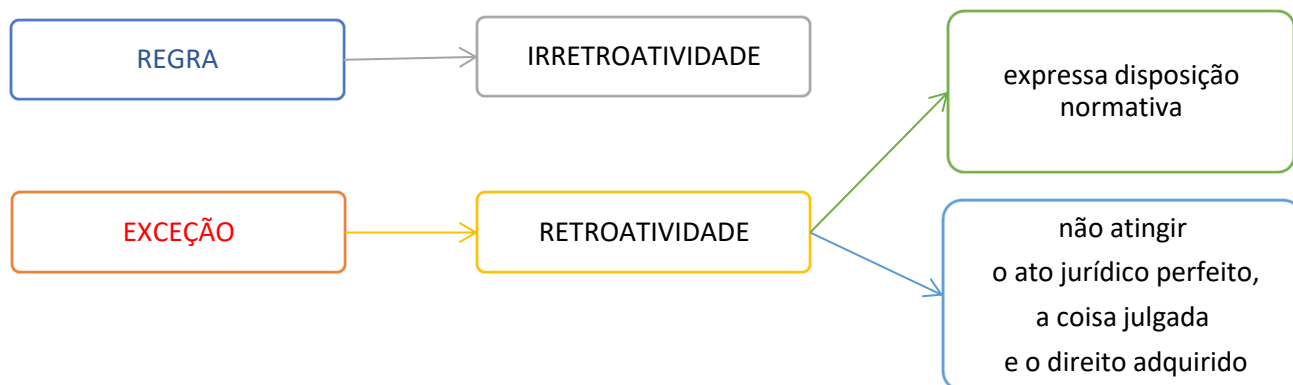 REGRA
IRRETROATIVIDADE
expressa disposição
normativa
EXCEÇÃO
RETROATIVIDADE
não atingir
o ato jurídico perfeito,
a coisa julgada
e o direito adquirido